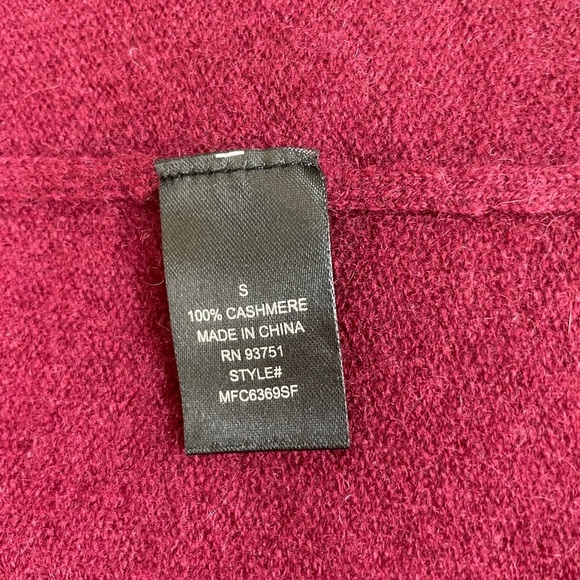 S
100% CASHMERE
MADE IN CHINA
RN 93751
STYLE#
MFC6369SF